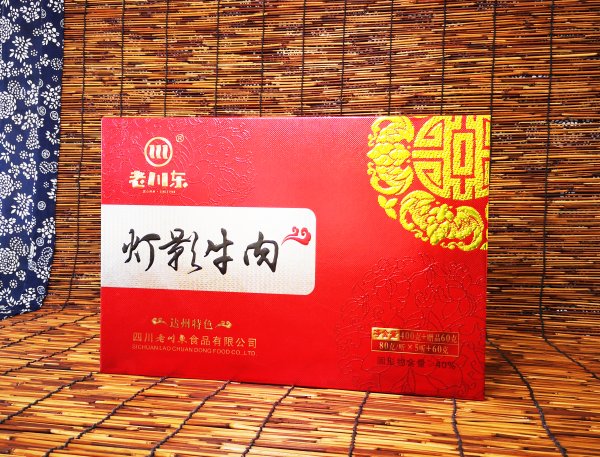 ®
老川东
灯影牛肉
达州特色
四川老川东食品有限公司
SICHUAN LAO CHUAN DONG FOOD CO.,LTD.
净含量 400克+赠品60克
80克/听×5听+60克
固形物含量 ≥40%